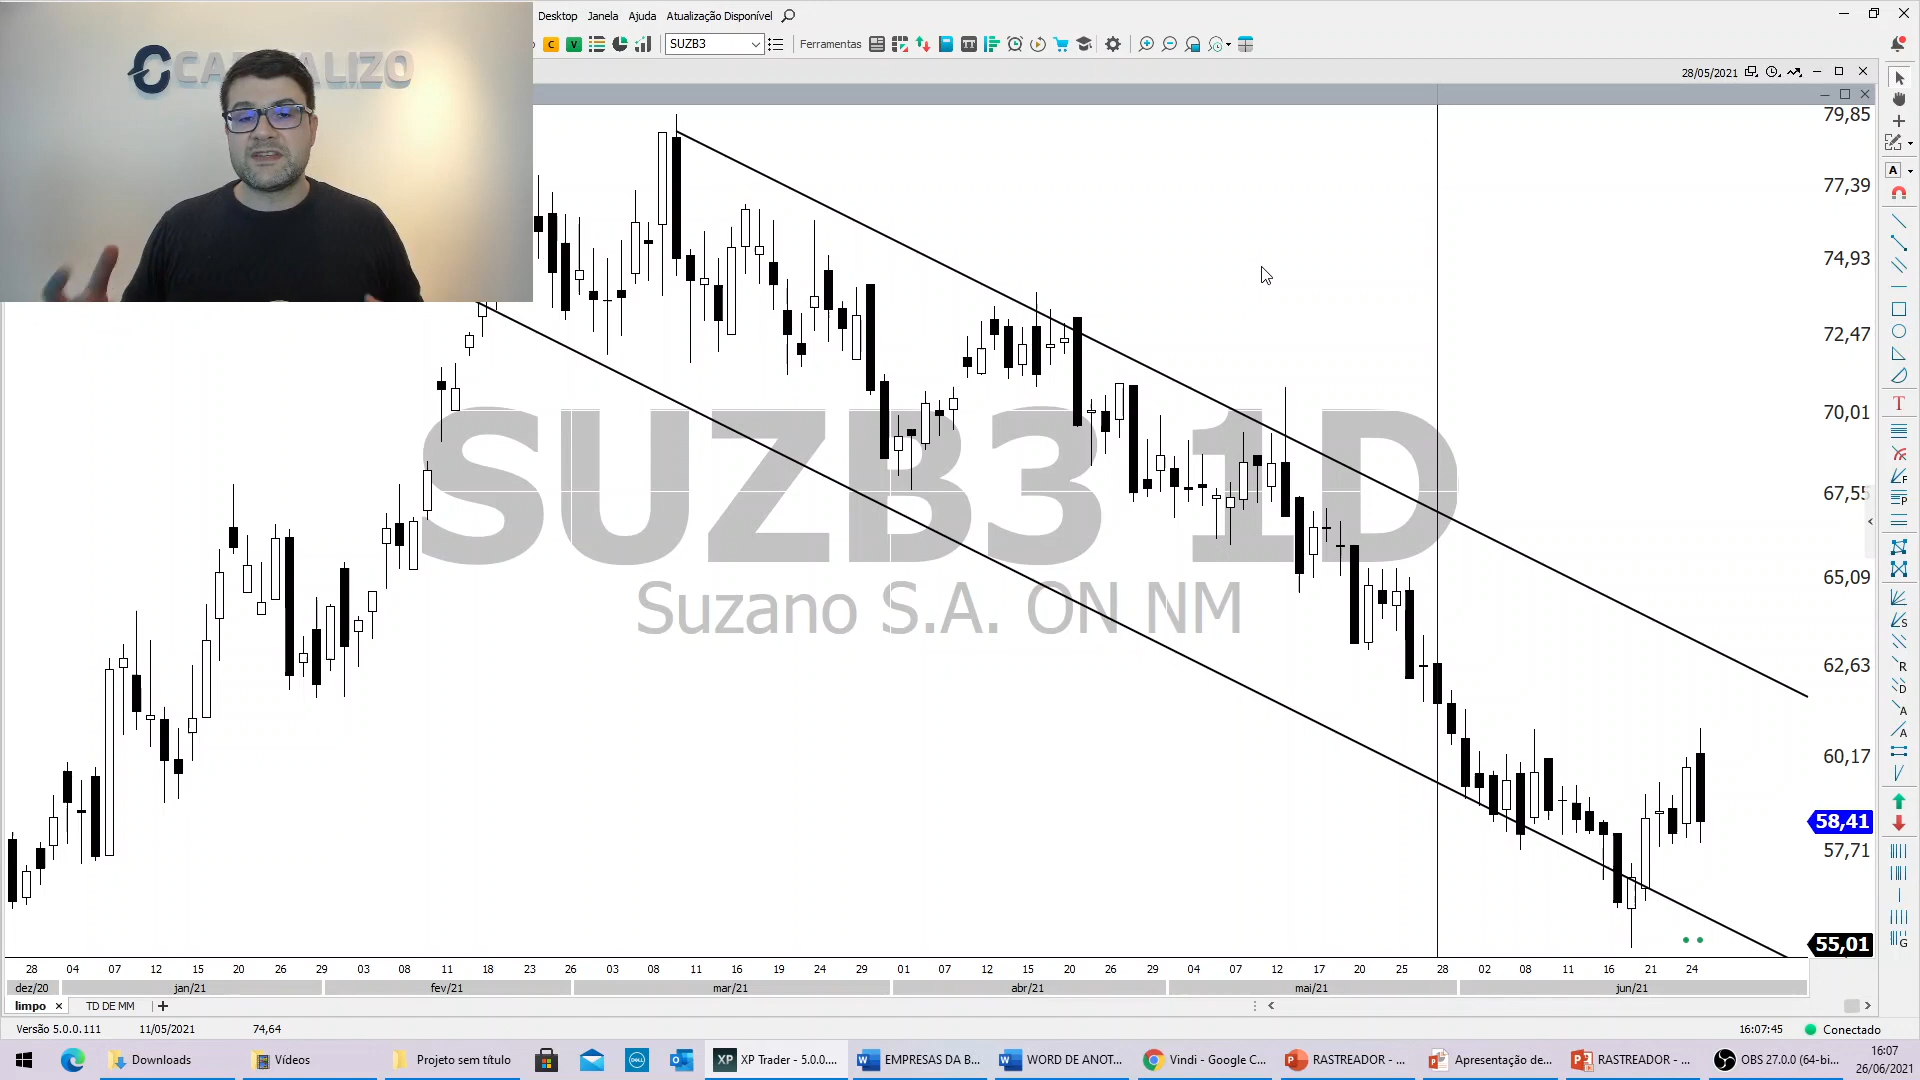 CAPITALIZO
Desktop Janela Ajuda Atualização Disponível
C V SUZB3 Ferramentas
28/05/2021
SUZB3 1D
Suzano S.A. ON NM
79,85
77,39
74,93
72,47
70,01
67,55
65,09
62,63
60,17
58,41
57,71
55,01
28 04 07 12 15 20 26 29 03 08 11 18 23 26 03 08 11 16 19 24 29 01 07 12 15 20 26 29 04 07 12 17 20 25 28 02 08 11 16 21 24
dez/20 jan/21 fev/21 mar/21 abr/21 mai/21 jun/21
limpo TD DE MM
Versão 5.0.0.111 11/05/2021 74,64 16:07:45 Conectado
Downloads Vídeos Projeto sem título XP Trader - 5.0.0.... EMPRESAS DA B... WORD DE ANOT... Vindi - Google C... RASTREADOR - ... Apresentação de... RASTREADOR - ... OBS 27.0.0 (64-bi... 16:07
26/06/2021